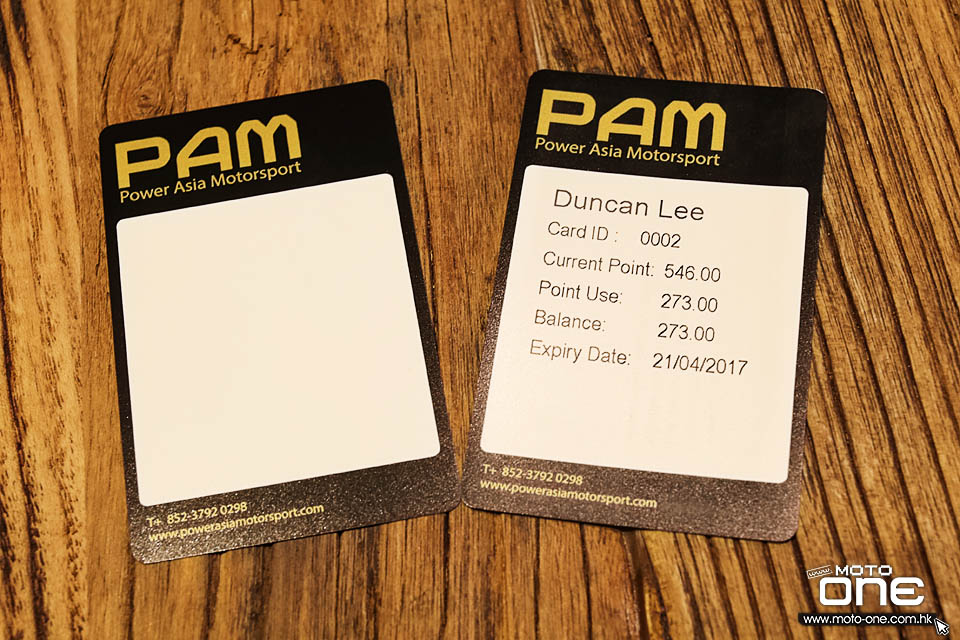 PAM
Power Asia Motorsport
T+ 852-3792 0298
www.powerasiamotorsport.com
PAM
Power Asia Motorsport
Duncan Lee
Card ID : 0002
Current Point: 546.00
Point Use: 273.00
Balance: 273.00
Expiry Date: 21/04/2017
T+ 852-3792 0298
www.powerasiamotorsport.com
www. MOTO
ONE
www.moto-one.com.hk